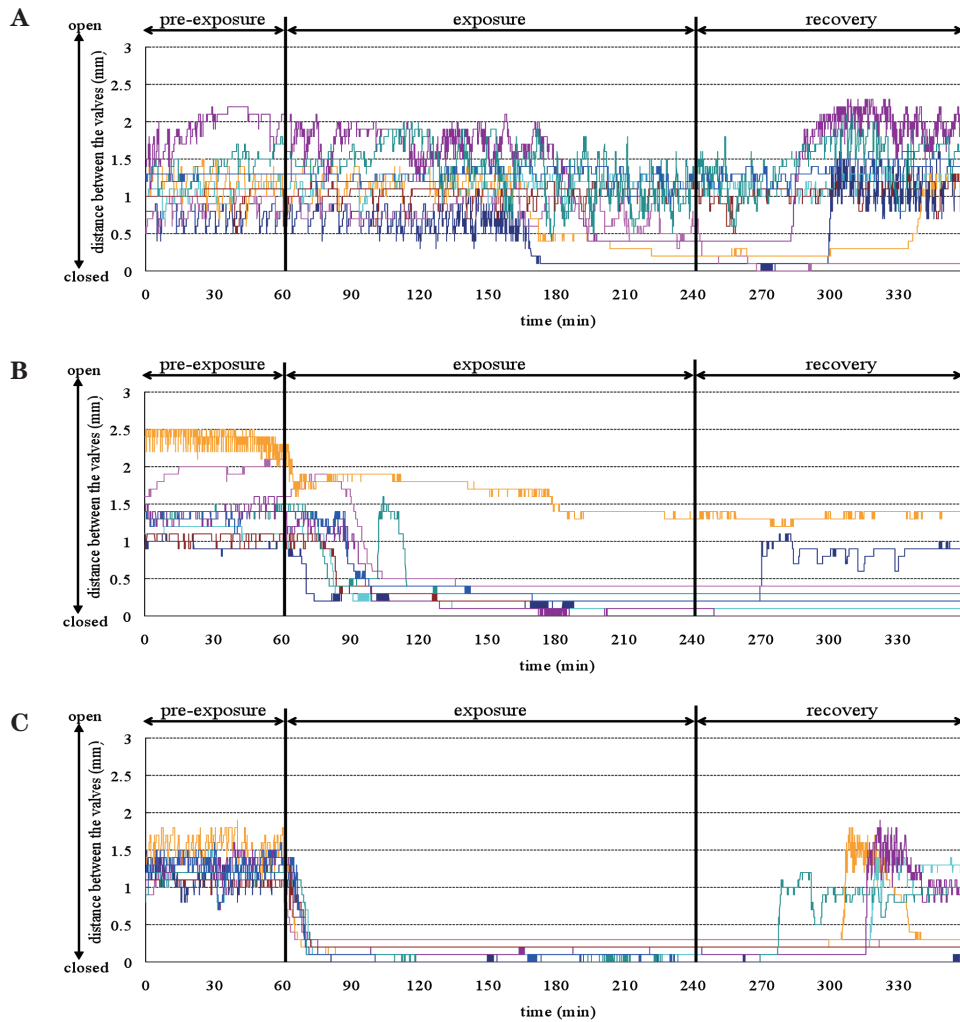 A
open
pre-exposure
exposure
recovery
distance between the valves (mm)
3
2.5
2
1.5
1
0.5
0
closed
0 30 60 90 120 150 180 210 240 270 300 330
time (min)
B
open
pre-exposure
exposure
recovery
distance between the valves (mm)
3
2.5
2
1.5
1
0.5
0
closed
0 30 60 90 120 150 180 210 240 270 300 330
time (min)
C
open
pre-exposure
exposure
recovery
distance between the valves (mm)
3
2.5
2
1.5
1
0.5
0
closed
0 30 60 90 120 150 180 210 240 270 300 330
time (min)